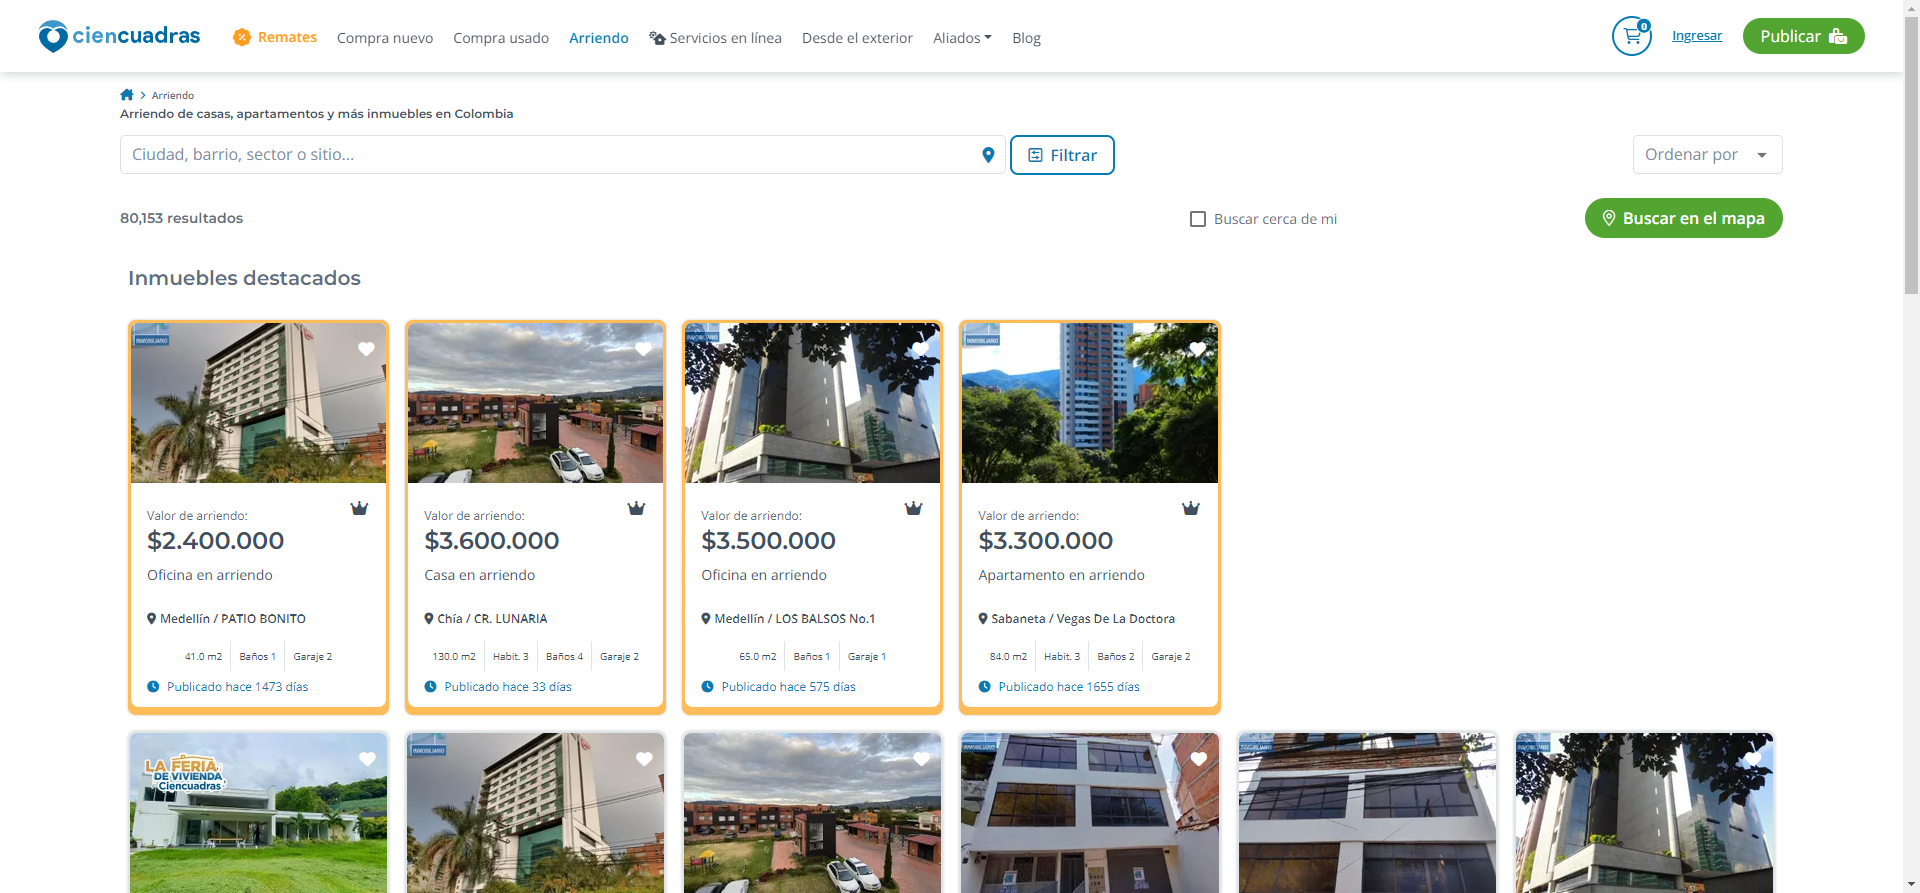 ciencuadras
Remates
Compra nuevo
Compra usado
Arriendo
Servicios en línea
Desde el exterior
Aliados
Blog
0
Ingresar
Publicar
Arriendo
Arriendo de casas, apartamentos y más inmuebles en Colombia
Ciudad, barrio, sector o sitio...
Filtrar
Ordenar por
80,153 resultados
Buscar cerca de mi
Buscar en el mapa
Inmuebles destacados
INMOBILIARIO
Valor de arriendo:
$2.400.000
Oficina en arriendo
Medellín / PATIO BONITO
41.0 m2
Baños 1
Garaje 2
Publicado hace 1473 días
Valor de arriendo:
$3.600.000
Casa en arriendo
Chía / CR. LUNARIA
130.0 m2
Habit. 3
Baños 4
Garaje 2
Publicado hace 33 días
INMOBILIARIO
Valor de arriendo:
$3.500.000
Oficina en arriendo
Medellín / LOS BALSOS No.1
65.0 m2
Baños 1
Garaje 1
Publicado hace 575 días
INMOBILIARIO
Valor de arriendo:
$3.300.000
Apartamento en arriendo
Sabaneta / Vegas De La Doctora
84.0 m2
Habit. 3
Baños 2
Garaje 2
Publicado hace 1655 días
LA FERIA
DE VIVIENDA
Ciencuadras
INMOBILIARIO
INMOBILIARIO
INMOBILIARIO
INMOBILIARIO